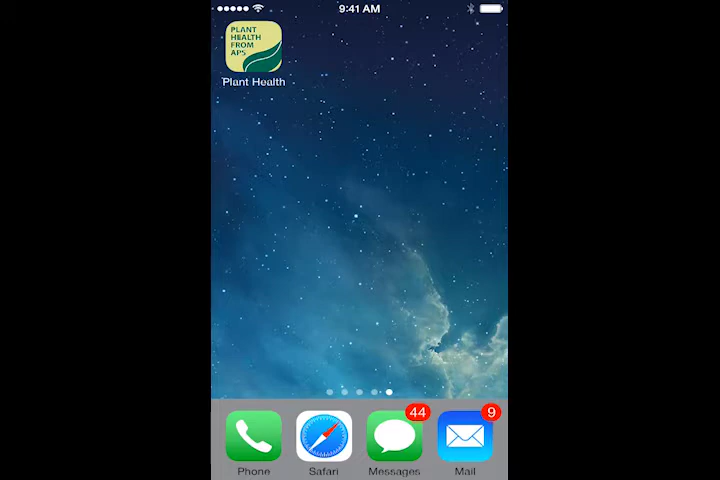 9:41 AM
PLANT
HEALTH
FROM
APS
Plant Health
44
9
Phone
Safari
Messages
Mail